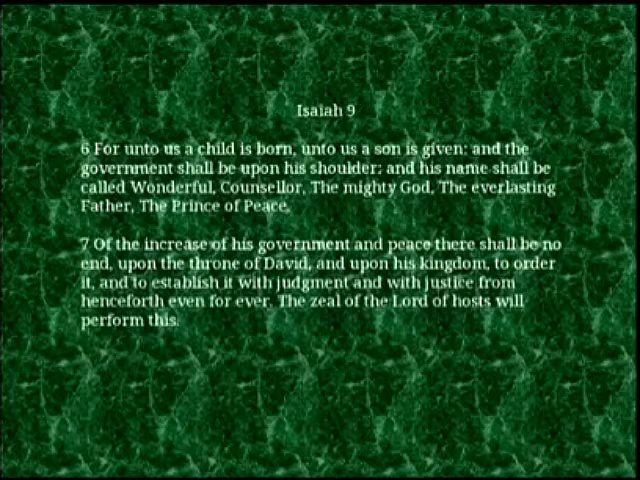 Isaiah 9
6 For unto us a child is born, unto us a son is given: and the
government shall be upon his shoulder: and his name shall be
called Wonderful, Counsellor, The mighty God, The everlasting
Father, The Prince of Peace.
7 Of the increase of his government and peace there shall be no
end, upon the throne of David, and upon his kingdom, to order
it, and to establish it with judgment and with justice from
henceforth even for ever. The zeal of the Lord of hosts will
perform this.